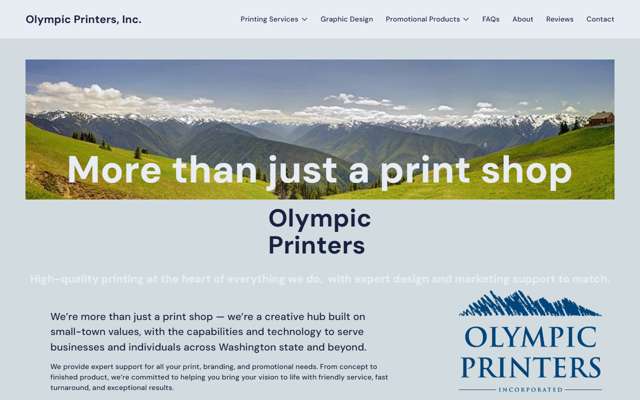 Olympic Printers, Inc.
Printing Services
Graphic Design
Promotional Products
FAQs
About
Reviews
Contact
More than just a print shop
Olympic
Printers
High-quality printing at the heart of everything we do, with expert design and marketing support to match.
We're more than just a print shop — we're a creative hub built on
small-town values, with the capabilities and technology to serve
businesses and individuals across Washington state and beyond.
We provide expert support for all your print, branding, and promotional needs. From concept to
finished product, we're committed to helping you bring your vision to life with friendly service, fast
turnaround, and exceptional results.
OLYMPIC
PRINTERS
INCORPORATED